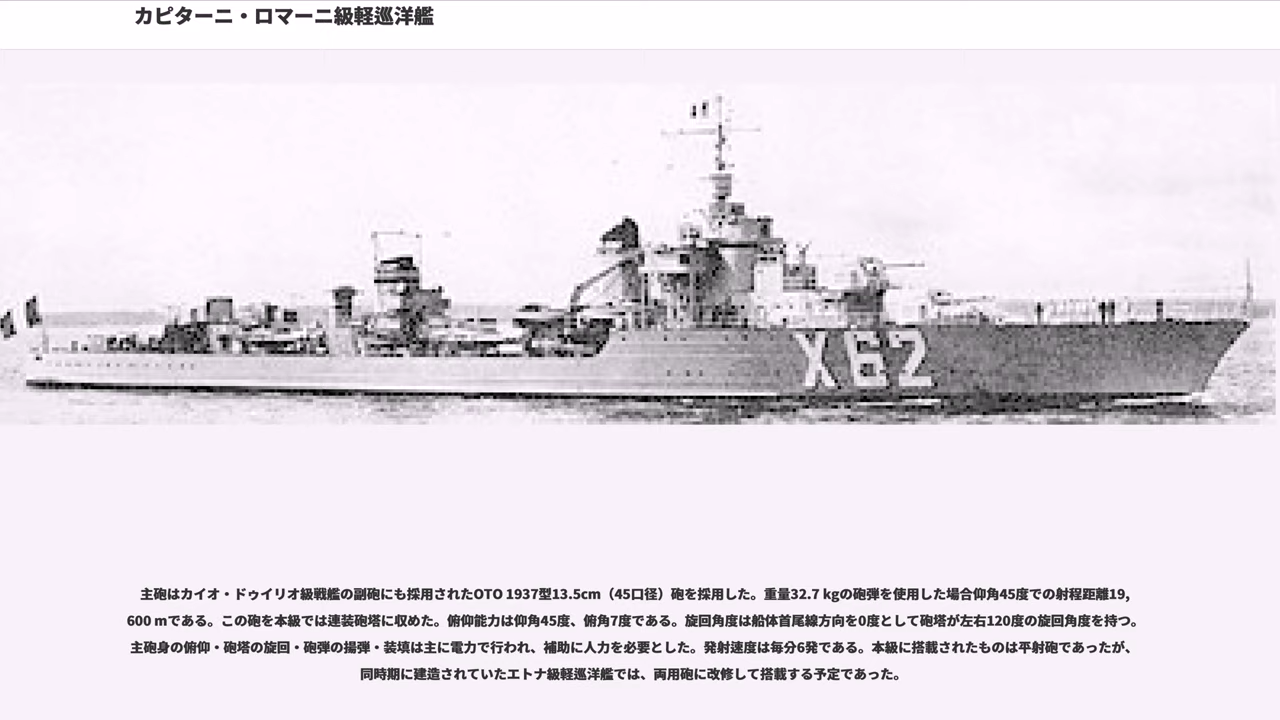 カピターニ・ロマーニ級軽巡洋艦
X62
主砲はカイオ・ドゥイリオ級戦艦の副砲にも採用されたOTO 1937型13.5cm（45口径）砲を採用した。重量32.7 kgの砲弾を使用した場合仰角45度での射程距離19,
600 mである。この砲を本級では連装砲塔に収めた。俯仰能力は仰角45度、俯角7度である。旋回角度は船体首尾線方向を0度として砲塔が左右120度の旋回角度を持つ。
主砲身の俯仰・砲塔の旋回・砲弾の揚弾・装填は主に電力で行われ、補助に人力を必要とした。発射速度は毎分6発である。本級に搭載されたものは平射砲であったが、
同時期に建造されていたエトナ級軽巡洋艦では、両用砲に改修して搭載する予定であった。